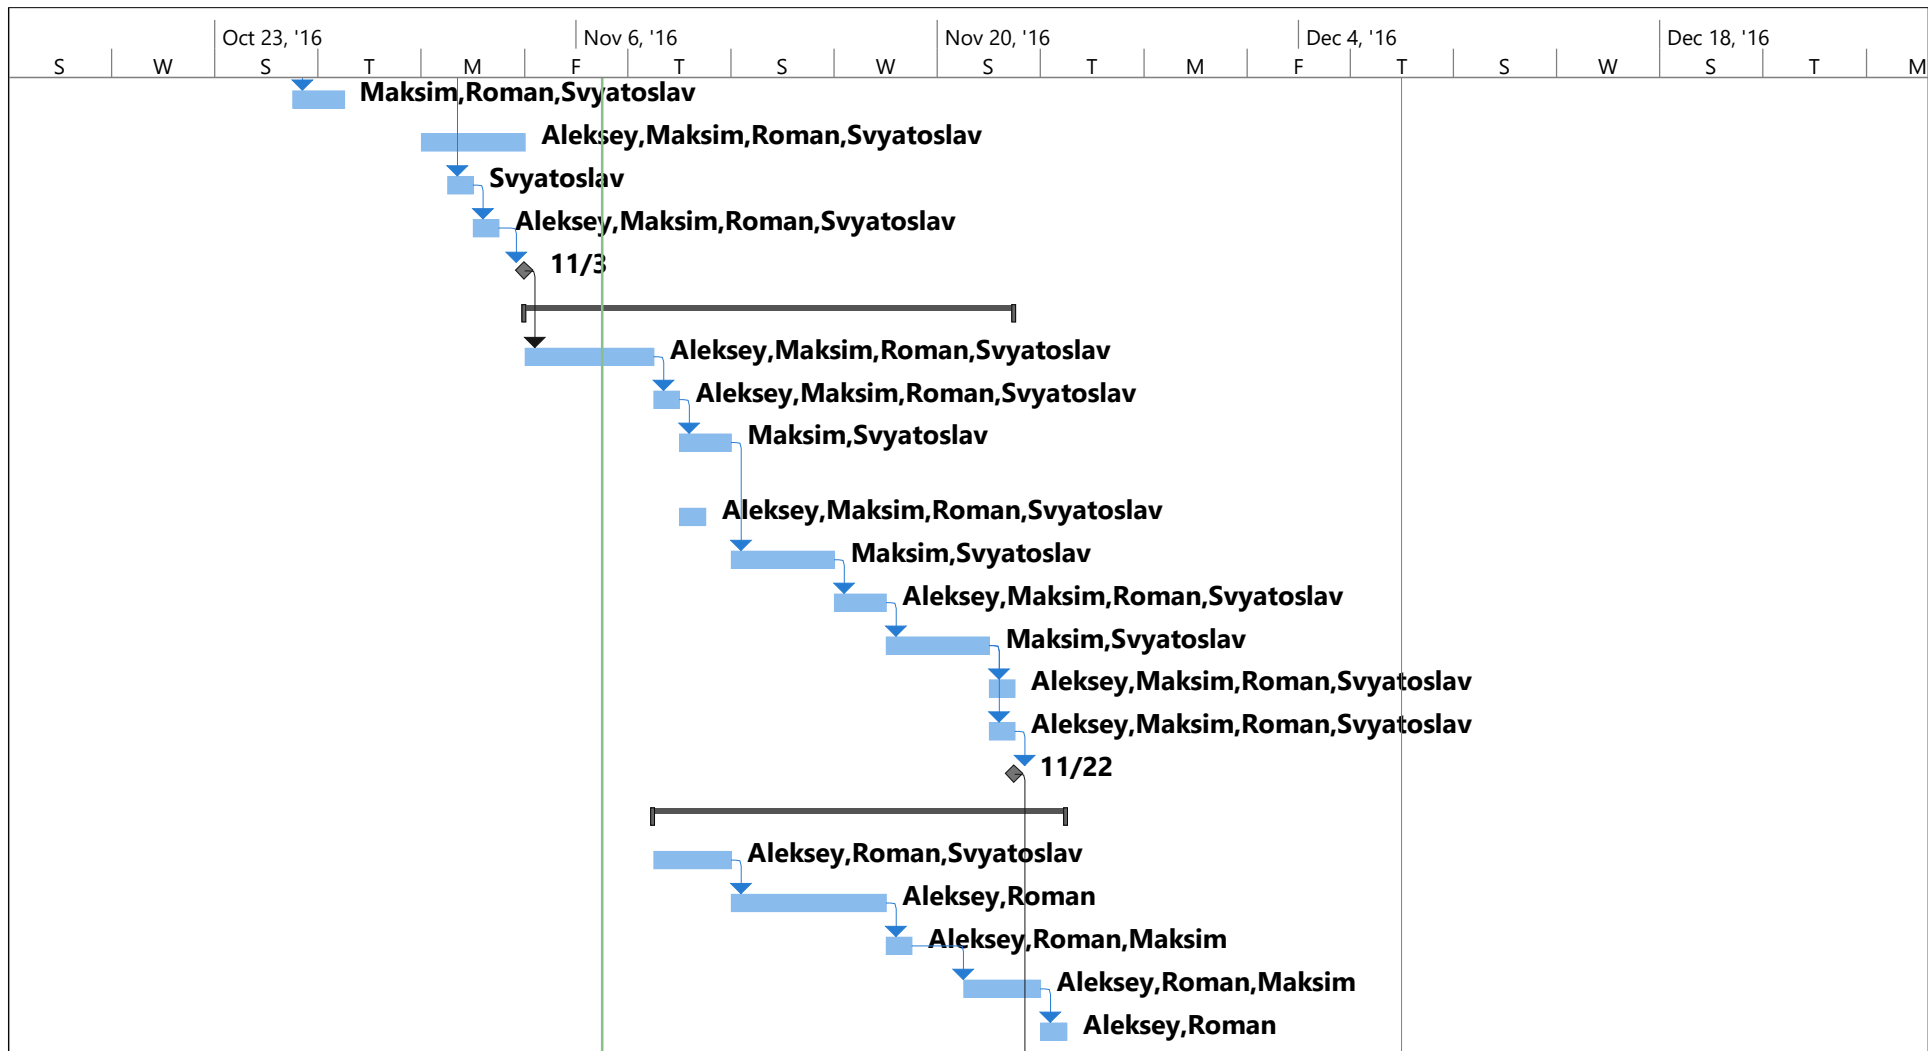 Oct 23, '16 Nov 6, '16 Nov 20, '16 Dec 4, '16 Dec 18, '16
S W S T M F T S W S T M F T S W S T M
Maksim,Roman,Svyatoslav
Aleksey,Maksim,Roman,Svyatoslav
Svyatoslav
Aleksey,Maksim,Roman,Svyatoslav
11/3
Aleksey,Maksim,Roman,Svyatoslav
Aleksey,Maksim,Roman,Svyatoslav
Maksim,Svyatoslav
Aleksey,Maksim,Roman,Svyatoslav
Maksim,Svyatoslav
Aleksey,Maksim,Roman,Svyatoslav
Maksim,Svyatoslav
Aleksey,Maksim,Roman,Svyatoslav
Aleksey,Maksim,Roman,Svyatoslav
11/22
Aleksey,Roman,Svyatoslav
Aleksey,Roman
Aleksey,Roman,Maksim
Aleksey,Roman,Maksim
Aleksey,Roman